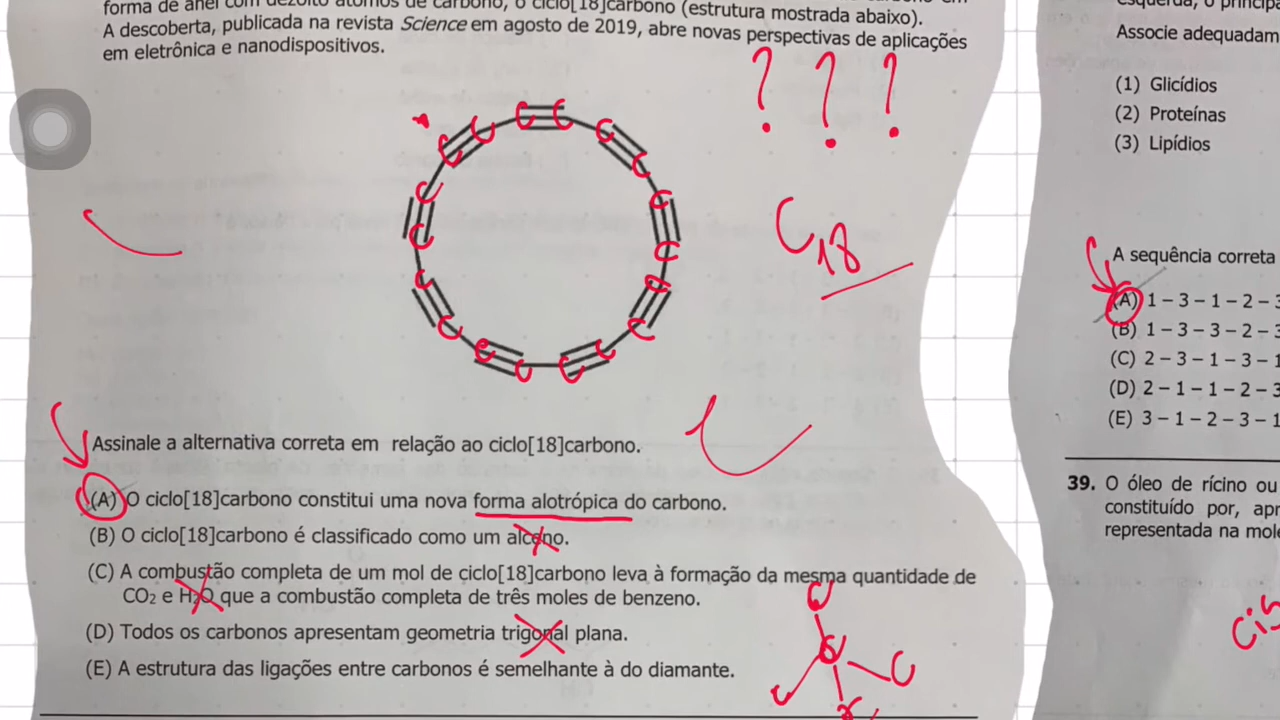 forma de anel com dezoito átomos de carbono, o ciclo[18]carbono (estrutura mostrada abaixo).
A descoberta, publicada na revista Science em agosto de 2019, abre novas perspectivas de aplicações
em eletrônica e nanodispositivos.
? ? ?
C C C C C C C C C C C C C C C C C C
C18
Assinale a alternativa correta em relação ao ciclo[18]carbono.
(A) O ciclo[18]carbono constitui uma nova forma alotrópica do carbono.
(B) O ciclo[18]carbono é classificado como um alceno.
(C) A combustão completa de um mol de ciclo[18]carbono leva à formação da mesma quantidade de
CO2 e H2O que a combustão completa de três moles de benzeno.
(D) Todos os carbonos apresentam geometria trigonal plana.
(E) A estrutura das ligações entre carbonos é semelhante à do diamante.
C
C C
C
Associe adequadam
(1) Glicídios
(2) Proteínas
(3) Lipídios
A sequência correta
(A) 1 – 3 – 1 – 2 – 3
(B) 1 – 3 – 3 – 2 – 3
(C) 2 – 3 – 1 – 3 – 1
(D) 2 – 1 – 1 – 2 – 3
(E) 3 – 1 – 2 – 3 – 1
39. O óleo de rícino ou
constituído por, apr
representada na mole
cis